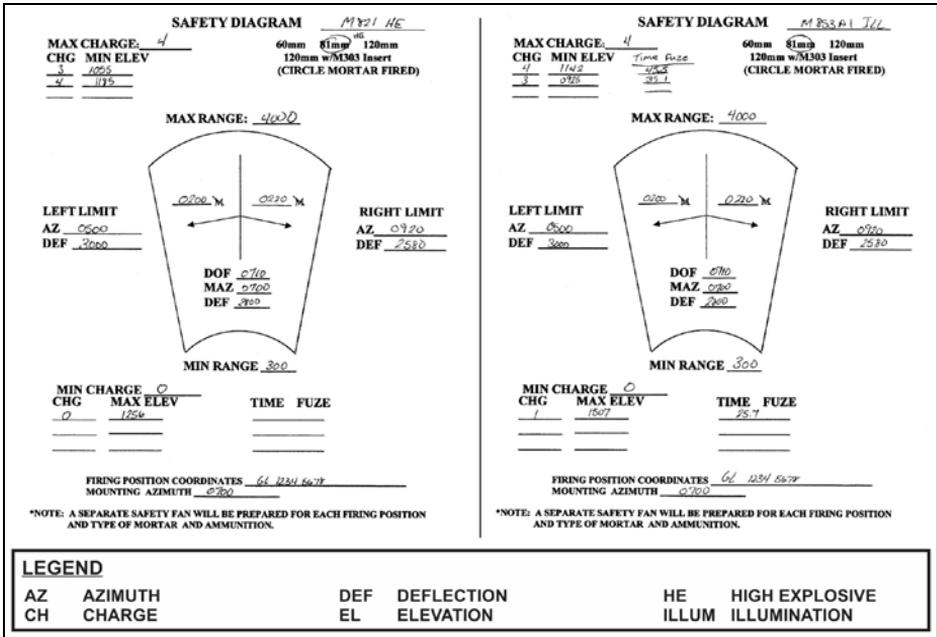 SAFETY DIAGRAM M821 HE
MAX CHARGE: 4
HE
60mm 81mm 120mm
120mm w/M303 Insert
(CIRCLE MORTAR FIRED)
CHG MIN ELEV
3 1055
4 1185
MAX RANGE: 4000
0200 M 0220 M
LEFT LIMIT
AZ 0500
DEF 3000
RIGHT LIMIT
AZ 0920
DEF 2580
DOF 0710
MAZ 0700
DEF 2800
MIN RANGE 300
MIN CHARGE 0
CHG MAX ELEV TIME FUZE
0 1256
FIRING POSITION COORDINATES GL 1234 5678
MOUNTING AZIMUTH 0700
*NOTE: A SEPARATE SAFETY FAN WILL BE PREPARED FOR EACH FIRING POSITION
AND TYPE OF MORTAR AND AMMUNITION.
SAFETY DIAGRAM M853A1 ILL
MAX CHARGE: 4
60mm 81mm 120mm
120mm w/M303 Insert
(CIRCLE MORTAR FIRED)
CHG MIN ELEV Time Fuze
4 1142
3 0925 35.1
MAX RANGE: 4000
0200 M 0220 M
LEFT LIMIT
AZ 0500
DEF 3000
RIGHT LIMIT
AZ 0920
DEF 2580
DOF 0710
MAZ 0700
DEF 2800
MIN RANGE 300
MIN CHARGE 0
CHG MAX ELEV TIME FUZE
1 1507 25.7
FIRING POSITION COORDINATES GL 1234 5678
MOUNTING AZIMUTH 0700
*NOTE: A SEPARATE SAFETY FAN WILL BE PREPARED FOR EACH FIRING POSITION
AND TYPE OF MORTAR AND AMMUNITION.
LEGEND
AZ AZIMUTH DEF DEFLECTION HE HIGH EXPLOSIVE
CH CHARGE EL ELEVATION ILLUM ILLUMINATION